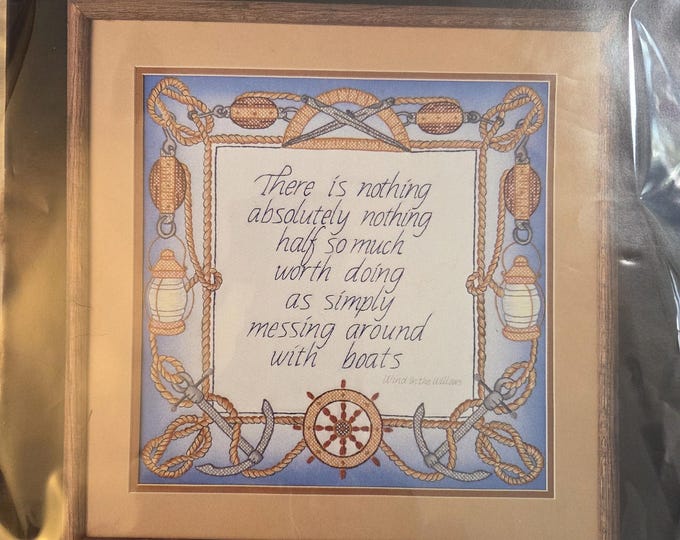 There is nothing
absolutely nothing
half so much
worth doing
as simply
messing around
with boats
Wind in the Willows